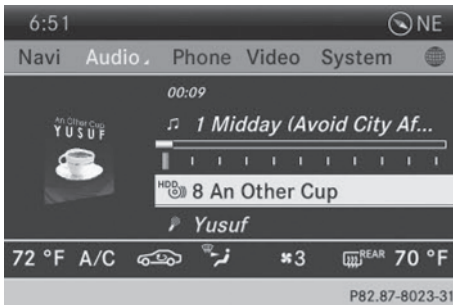 6:51 NE
Navi Audio Phone Video System
00:09
An Other Cup
YUSUF
1 Midday (Avoid City Af...
HDD 8 An Other Cup
Yusuf
72 °F A/C 3 REAR 70 °F
P82.87-8023-31